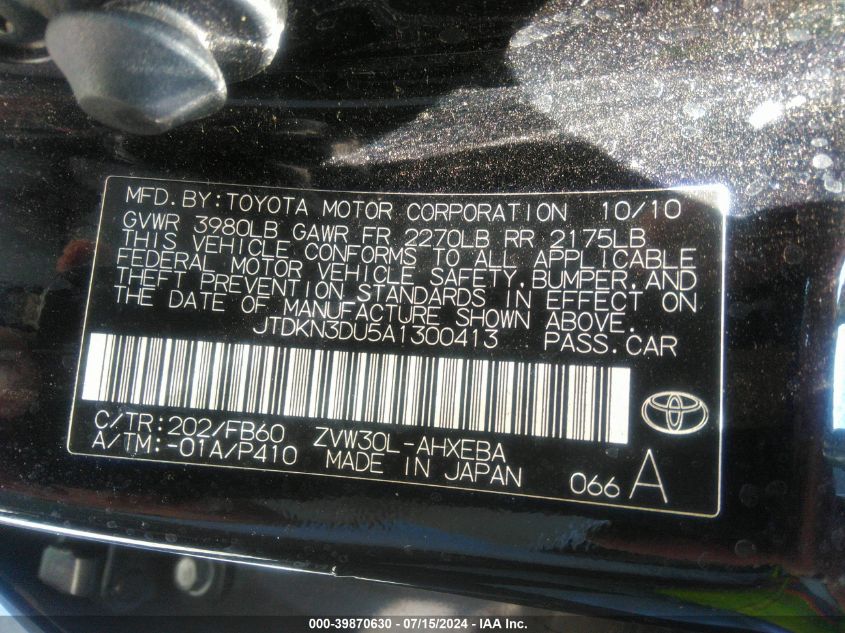 MFD. BY: TOYOTA MOTOR CORPORATION 10/10
GVWR 3980LB GAWR FR 2270LB RR 2175LB
THIS VEHICLE CONFORMS TO ALL APPLICABLE
FEDERAL MOTOR VEHICLE SAFETY, BUMPER, AND
THEFT PREVENTION STANDARDS IN EFFECT ON
THE DATE OF MANUFACTURE SHOWN ABOVE.
JTDKN3DU5A1300413 PASS. CAR
C/TR: 202/FB60 ZVW30L-AHXEBA
A/TM: -01A/P410 MADE IN JAPAN
066 A
000-39870630 - 07/15/2024 - IAA Inc.